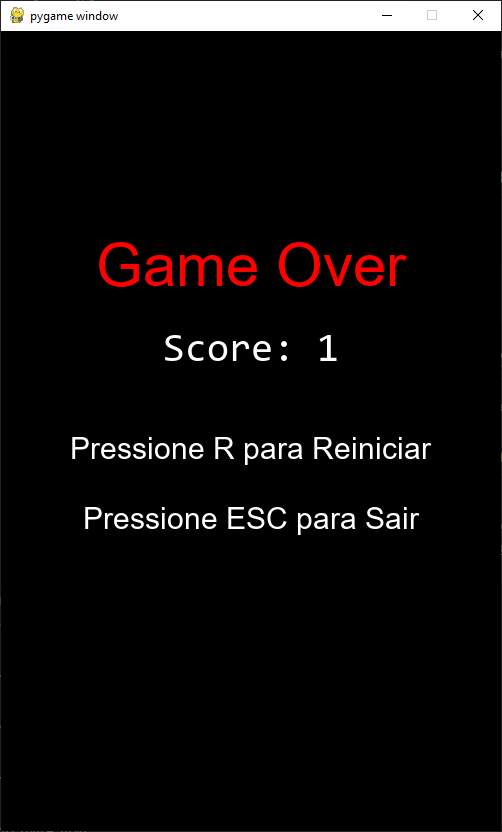 pygame window
Game Over
Score: 1
Pressione R para Reiniciar
Pressione ESC para Sair